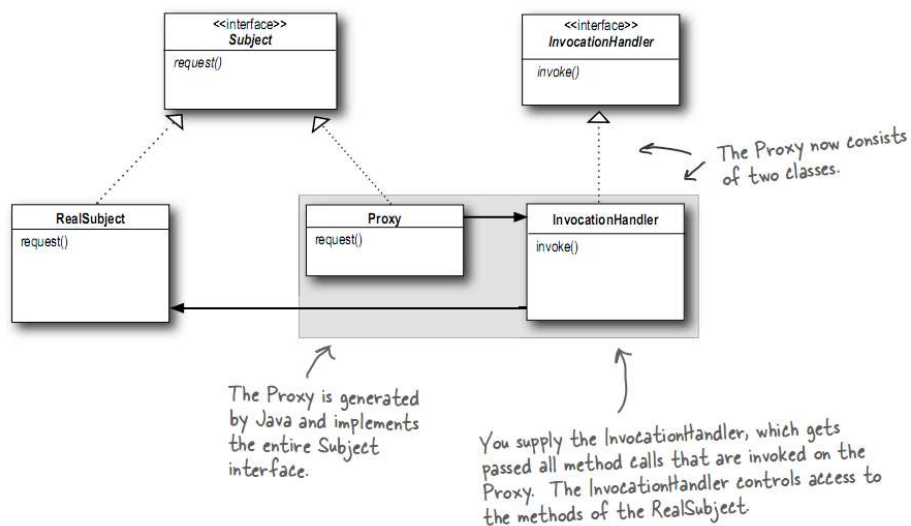 <<interface>>
Subject
request()
<<interface>>
InvocationHandler
invoke()
The Proxy now consists
of two classes.
RealSubject
request()
Proxy
request()
InvocationHandler
invoke()
The Proxy is generated
by Java and implements
the entire Subject
interface.
You supply the InvocationHandler, which gets
passed all method calls that are invoked on the
Proxy. The InvocationHandler controls access to
the methods of the RealSubject.